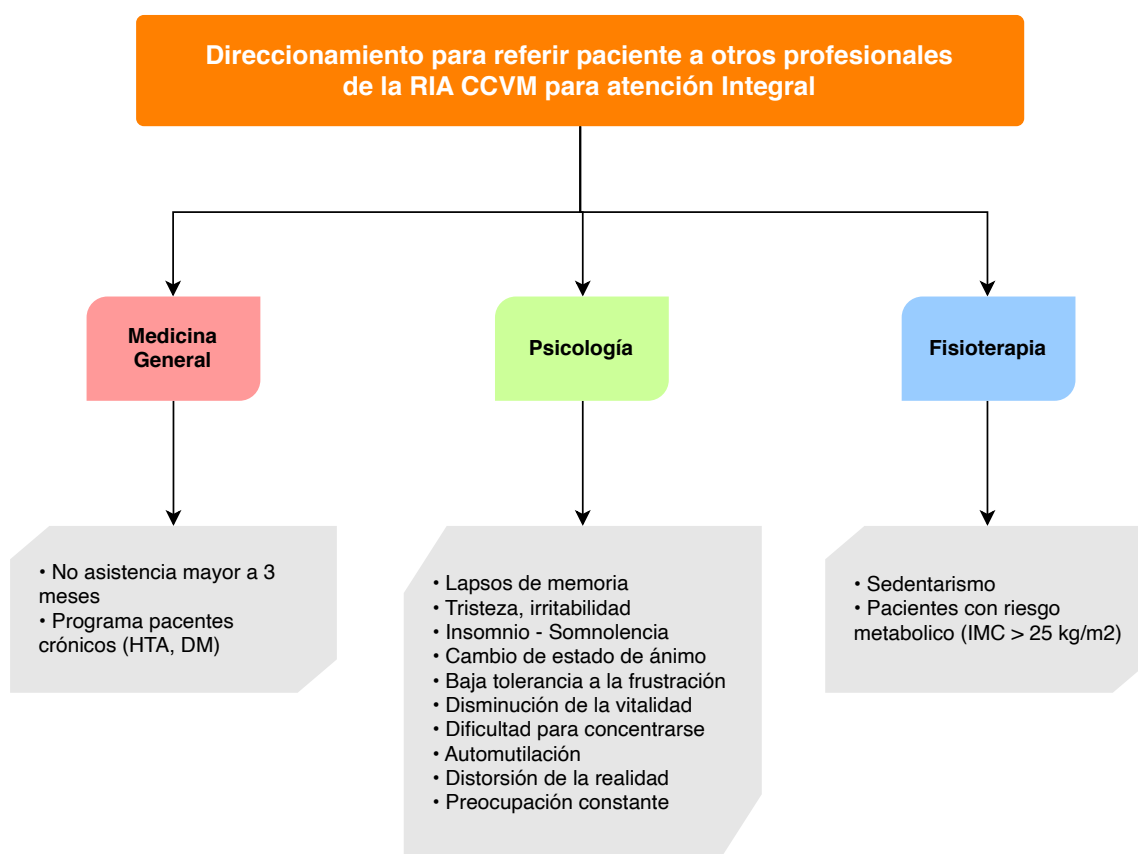 Direccionamiento para referir paciente a otros profesionales
de la RIA CCVM para atención Integral
Medicina
General
Psicología
Fisioterapia
• No asistencia mayor a 3
meses
• Programa pacentes
crónicos (HTA, DM)
• Lapsos de memoria
• Tristeza, irritabilidad
• Insomnio - Somnolencia
• Cambio de estado de ánimo
• Baja tolerancia a la frustración
• Disminución de la vitalidad
• Dificultad para concentrarse
• Automutilación
• Distorsión de la realidad
• Preocupación constante
• Sedentarismo
• Pacientes con riesgo
metabolico (IMC > 25 kg/m2)